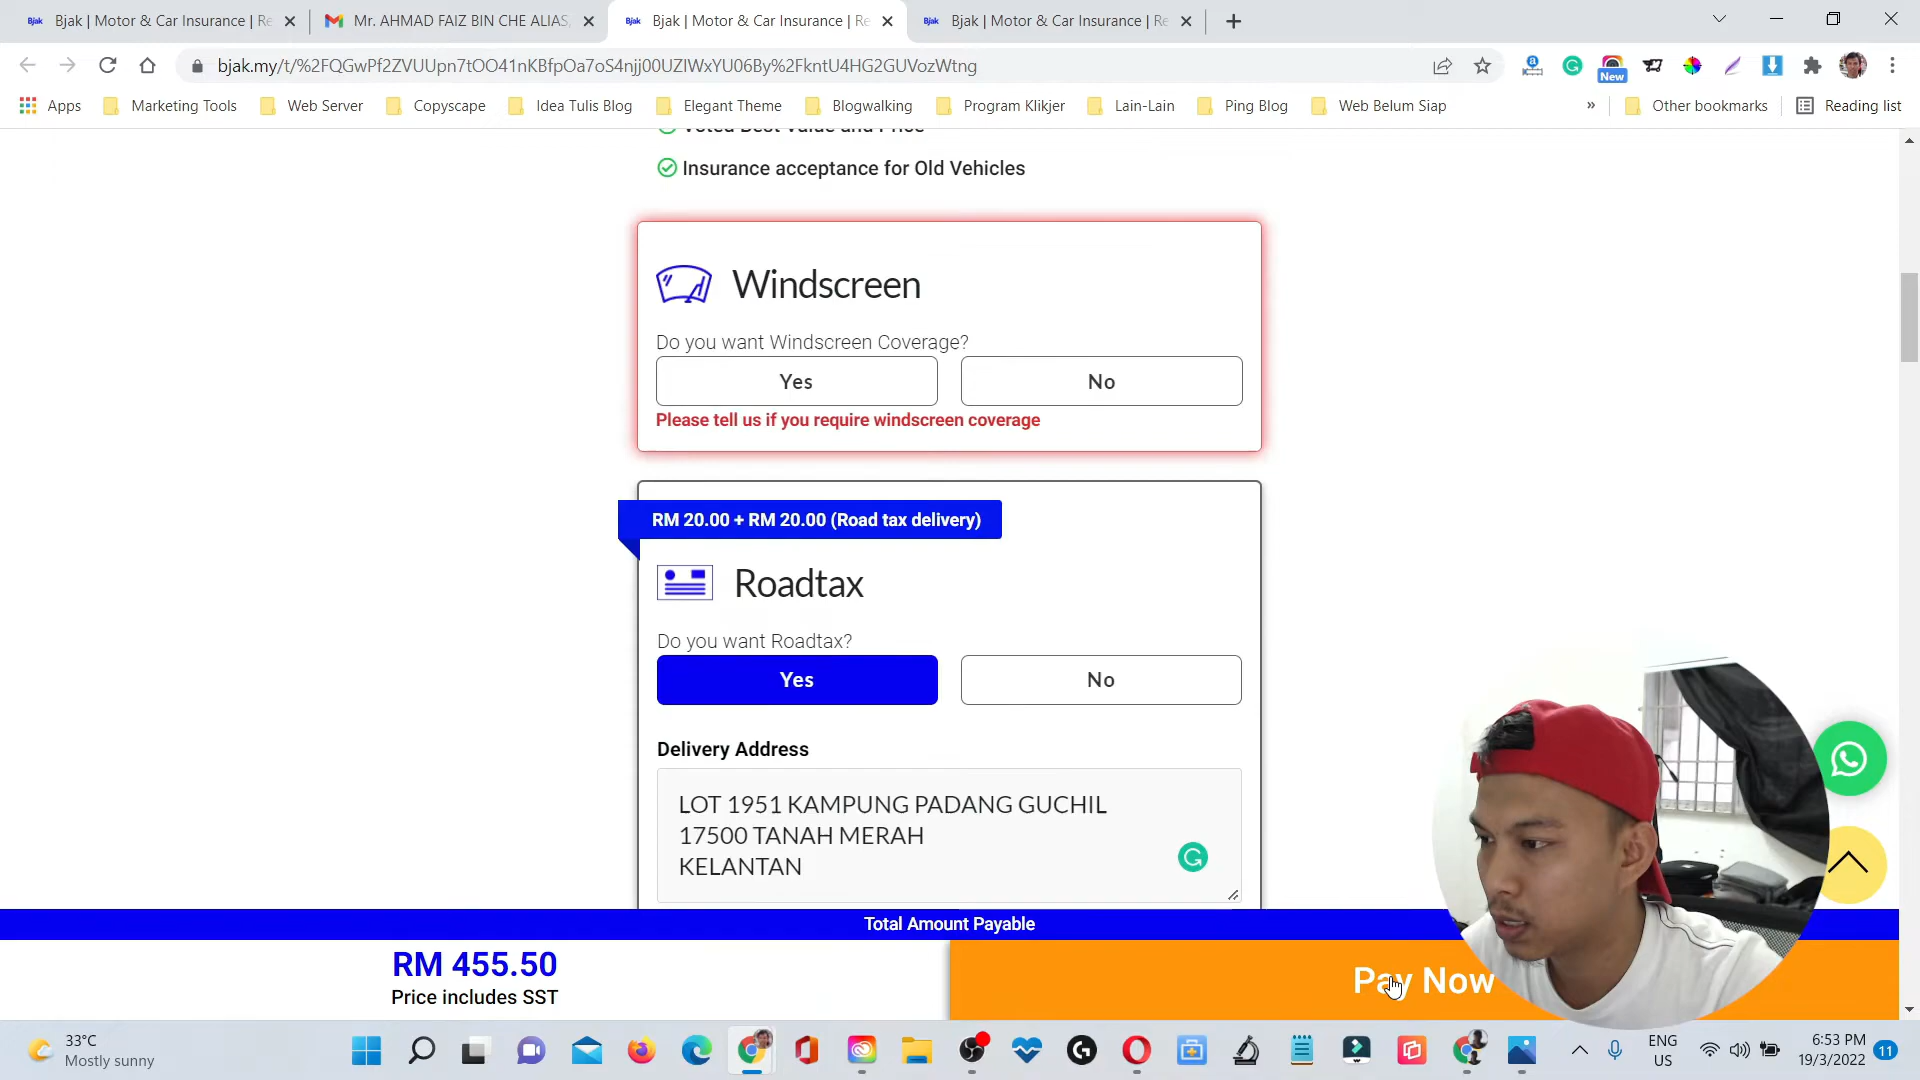 Bjak | Motor & Car Insurance | Re
Mr. AHMAD FAIZ BIN CHE ALIAS,
Bjak | Motor & Car Insurance | Re
Bjak | Motor & Car Insurance | Re
bjak.my/t/%2FQGwPf2ZVUUpn7tOO41nKBfpOa7oS4njj00UZIWxYU06By%2FkntU4HG2GUVozWtng
New
Apps
Marketing Tools
Web Server
Copyscape
Idea Tulis Blog
Elegant Theme
Blogwalking
Program Klikjer
Lain-Lain
Ping Blog
Web Belum Siap
»
Other bookmarks
Reading list
Voted Best Value and Price
Insurance acceptance for Old Vehicles
Windscreen
Do you want Windscreen Coverage?
Yes
No
Please tell us if you require windscreen coverage
RM 20.00 + RM 20.00 (Road tax delivery)
Roadtax
Do you want Roadtax?
Yes
No
Delivery Address
LOT 1951 KAMPUNG PADANG GUCHIL
17500 TANAH MERAH
KELANTAN
Total Amount Payable
RM 455.50
Price includes SST
Pay Now
33°C
Mostly sunny
ENG
US
6:53 PM
19/3/2022
11